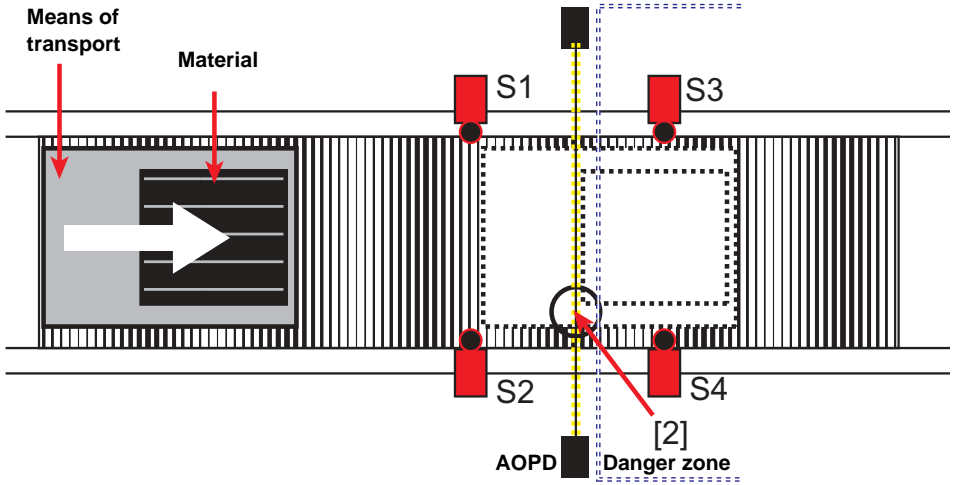 Means of
transport
Material
S1
S3
S2
S4
[2]
AOPD
Danger zone